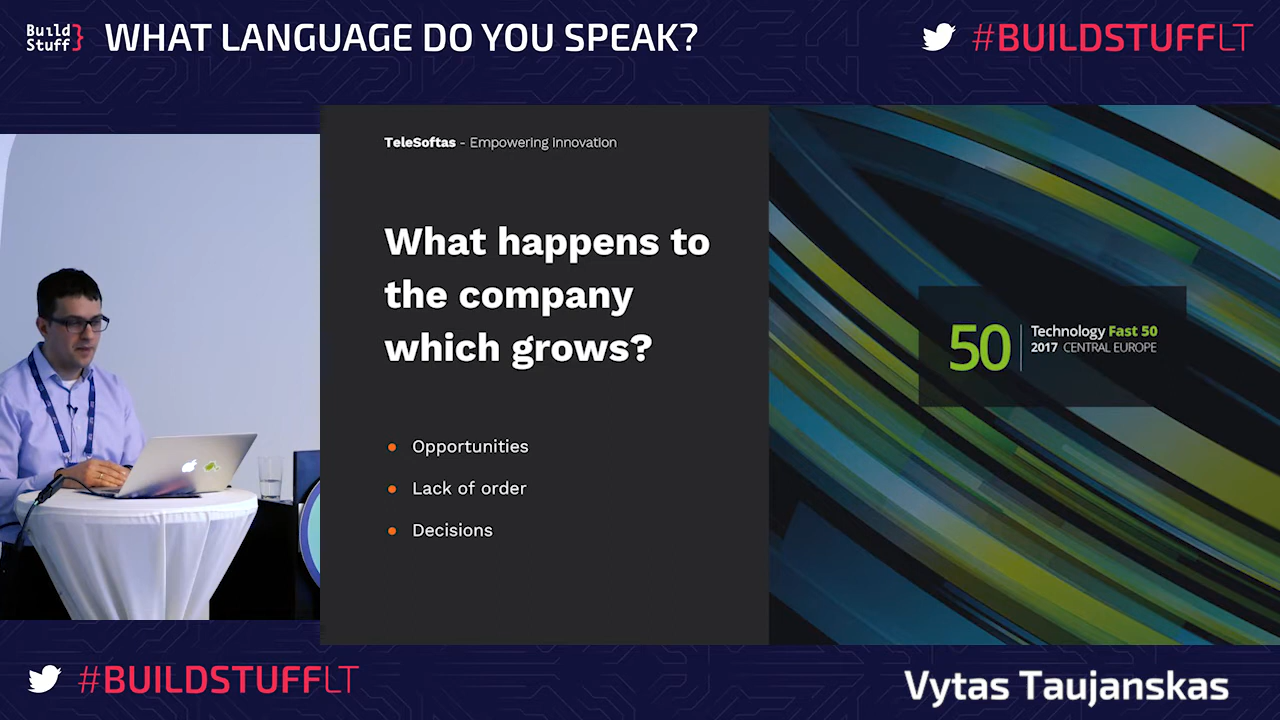 Build
Stuff}
WHAT LANGUAGE DO YOU SPEAK?
#BUILDSTUFFLT
TeleSoftas - Empowering innovation
What happens to
the company
which grows?
• Opportunities
• Lack of order
• Decisions
50
Technology Fast 50
2017 CENTRAL EUROPE
#BUILDSTUFFLT
Vytas Taujanskas